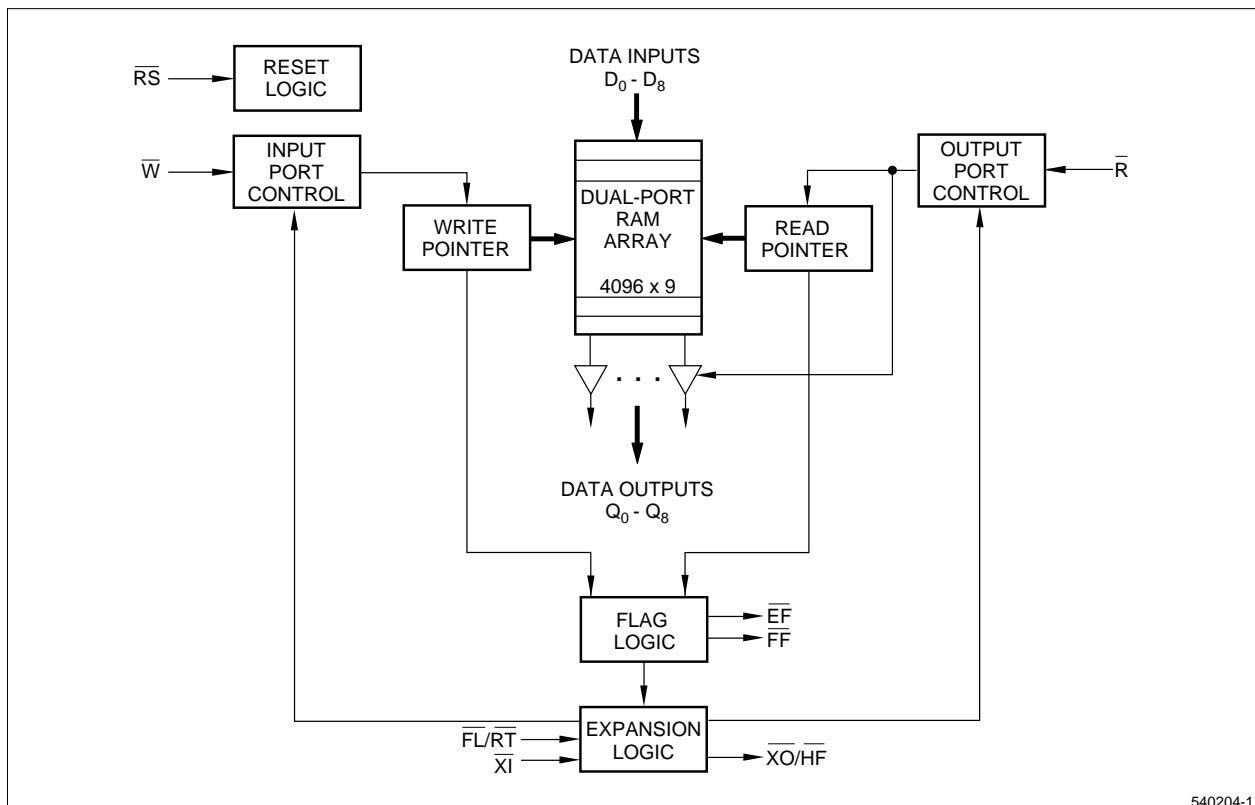 RS
RESET
LOGIC
DATA INPUTS
D0 - D8
W
INPUT
PORT
CONTROL
OUTPUT
PORT
CONTROL
R
WRITE
POINTER
DUAL-PORT
RAM
ARRAY
4096 x 9
READ
POINTER
. . .
DATA OUTPUTS
Q0 - Q8
FLAG
LOGIC
EF
FF
EXPANSION
LOGIC
FL/RT
XI
XO/HF
540204-1